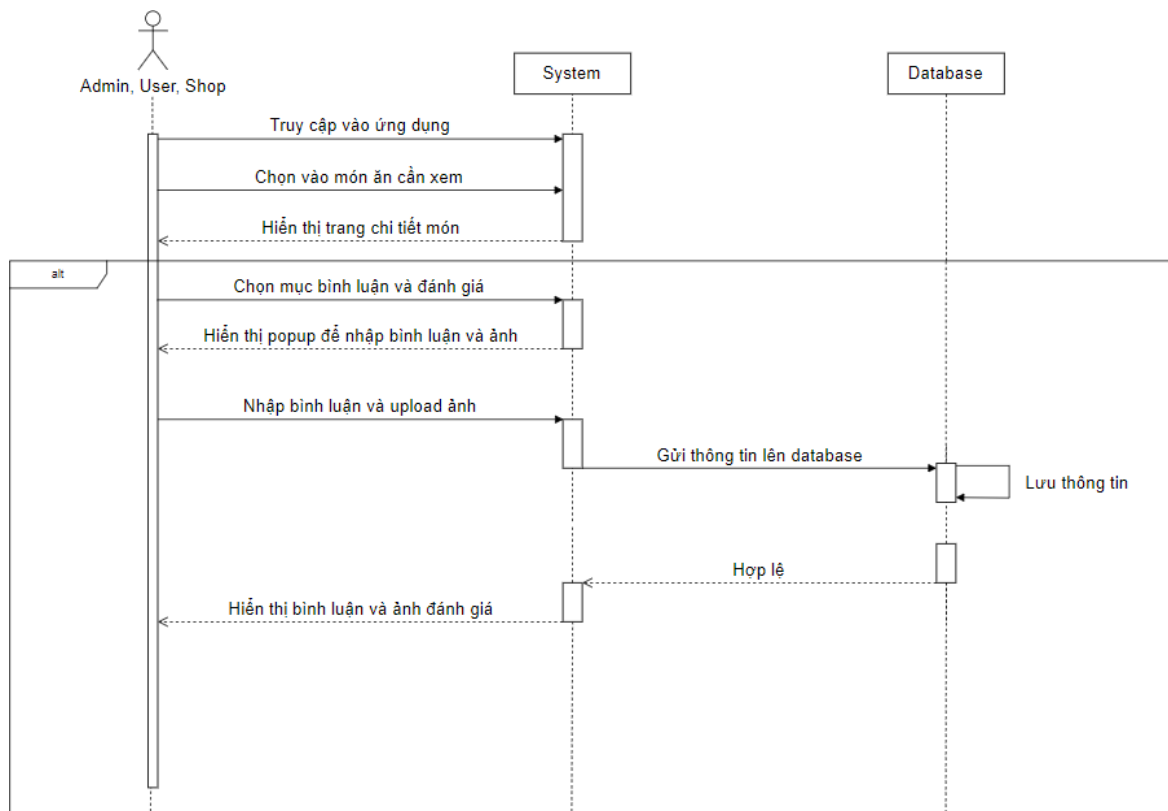 Admin, User, Shop
System
Database
Truy cập vào ứng dụng
Chọn vào món ăn cần xem
Hiển thị trang chi tiết món
alt
Chọn mục bình luận và đánh giá
Hiển thị popup để nhập bình luận và ảnh
Nhập bình luận và upload ảnh
Gửi thông tin lên database
Lưu thông tin
Hợp lệ
Hiển thị bình luận và ảnh đánh giá